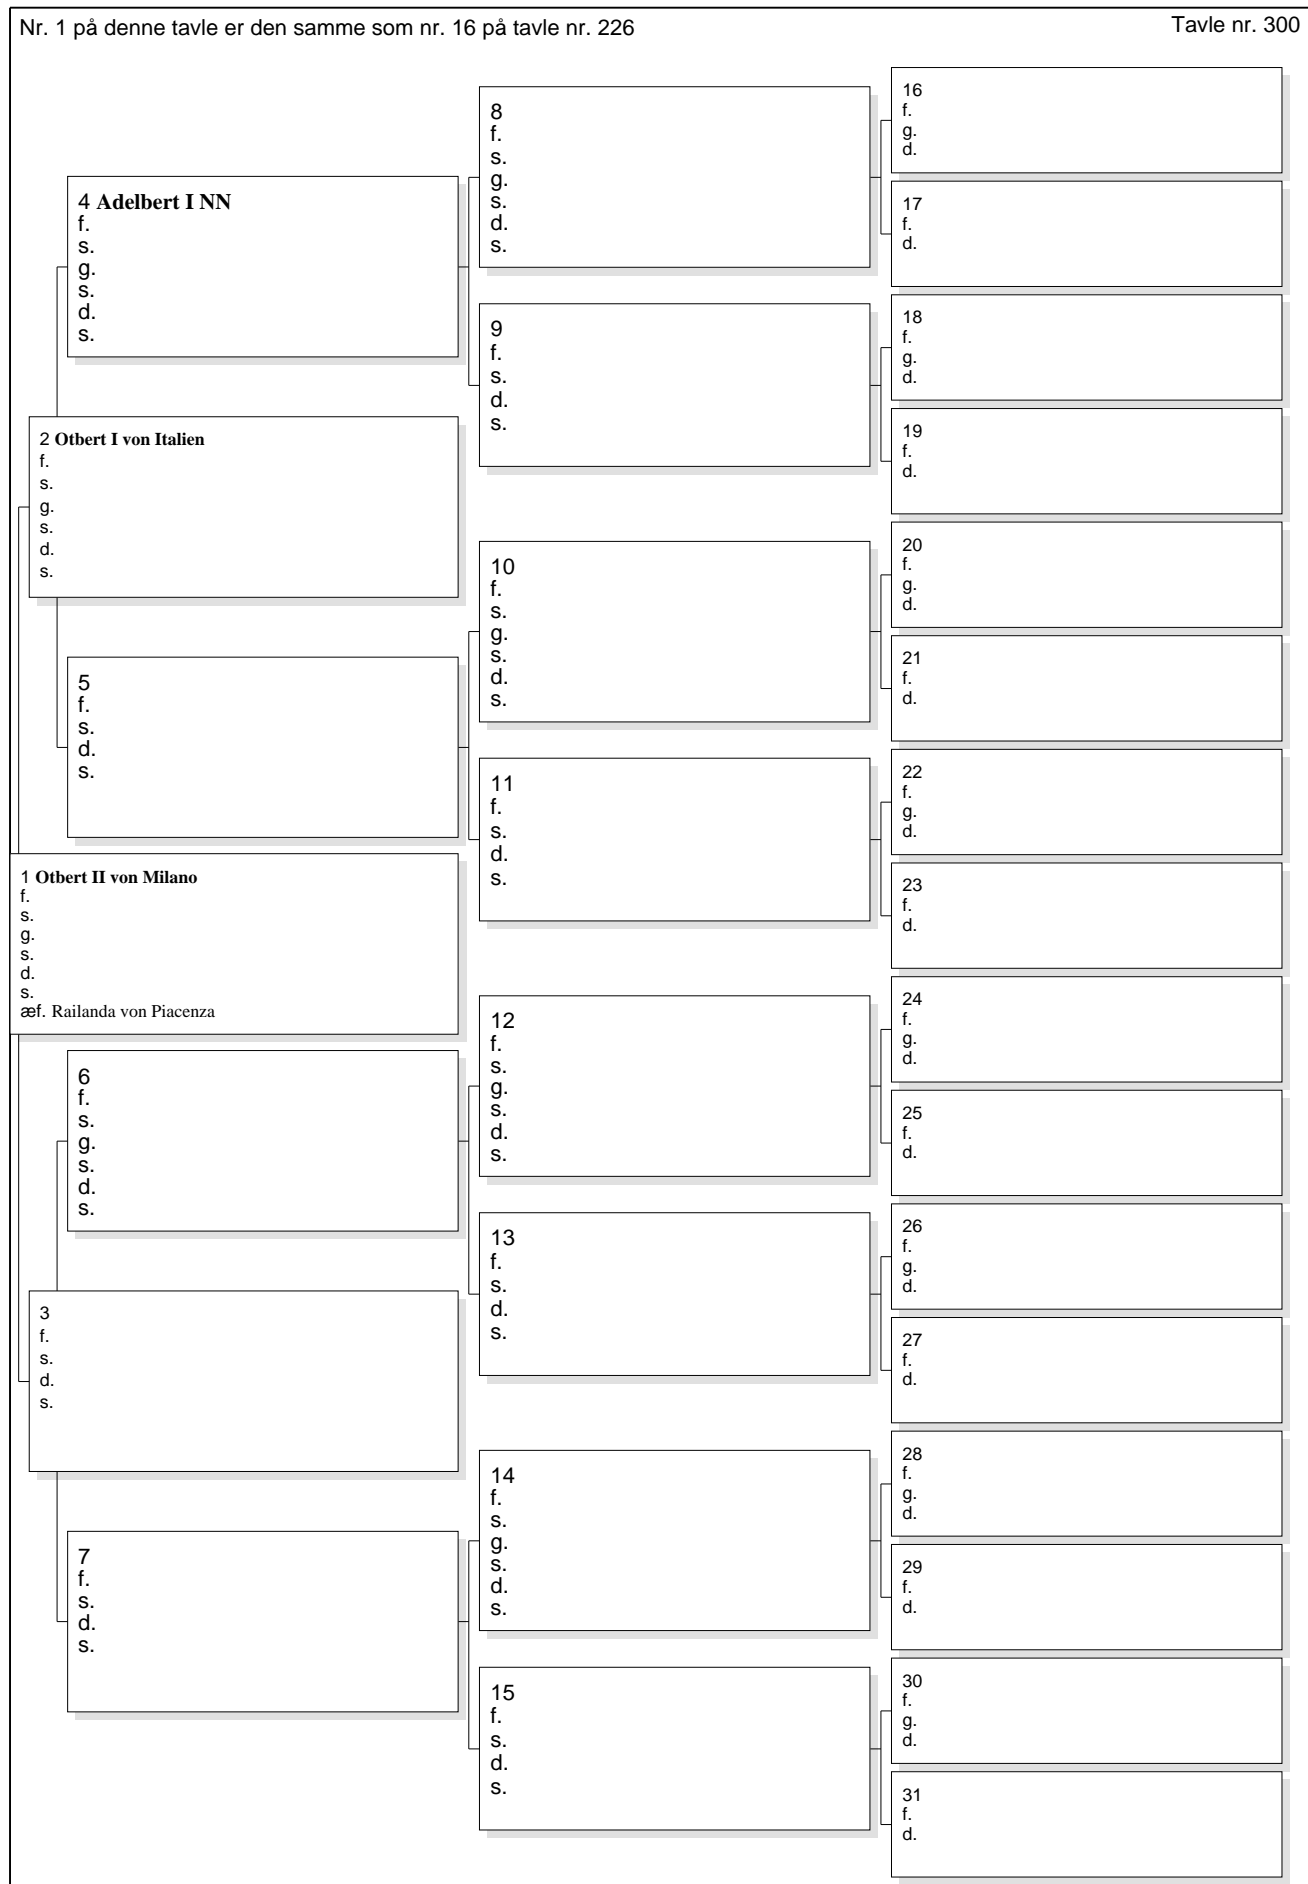 Nr. 1 på denne tavle er den samme som nr. 16 på tavle nr. 226
Tavle nr. 300
4 Adelbert I NN
f.
s.
g.
s.
d.
s.
2 Otbert I von Italien
f.
s.
g.
s.
d.
s.
5
f.
s.
d.
s.
1 Otbert II von Milano
f.
s.
g.
s.
d.
s.
æf. Railanda von Piacenza
6
f.
s.
g.
s.
d.
s.
3
f.
s.
d.
s.
7
f.
s.
d.
s.
8
f.
s.
g.
s.
d.
s.
9
f.
s.
d.
s.
10
f.
s.
g.
s.
d.
s.
11
f.
s.
d.
s.
12
f.
s.
g.
s.
d.
s.
13
f.
s.
d.
s.
14
f.
s.
g.
s.
d.
s.
15
f.
s.
d.
s.
16
f.
g.
d.
17
f.
d.
18
f.
g.
d.
19
f.
d.
20
f.
g.
d.
21
f.
d.
22
f.
g.
d.
23
f.
d.
24
f.
g.
d.
25
f.
d.
26
f.
g.
d.
27
f.
d.
28
f.
g.
d.
29
f.
d.
30
f.
g.
d.
31
f.
d.